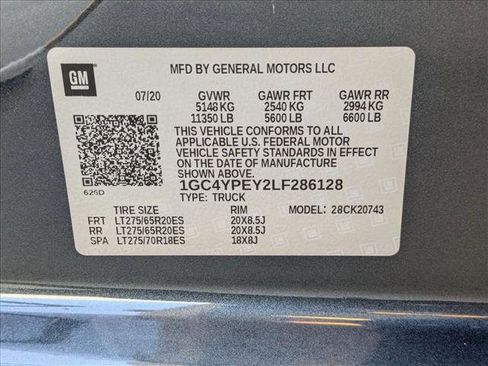 GM
MFD BY GENERAL MOTORS LLC
07/20 GVWR GAWR FRT GAWR RR
5148 KG 2540 KG 2994 KG
11350 LB 5600 LB 6600 LB
THIS VEHICLE CONFORMS TO ALL
APPLICABLE U.S. FEDERAL MOTOR
VEHICLE SAFETY STANDARDS IN
EFFECT ON THE DATE OF
MANUFACTURE SHOWN ABOVE.
1GC4YPEY2LF286128
625D TYPE: TRUCK
TIRE SIZE RIM MODEL: 28CK20743
FRT LT275/65R20ES 20X8.5J
RR LT275/65R20ES 20X8.5J
SPA LT275/70R18ES 18X8J